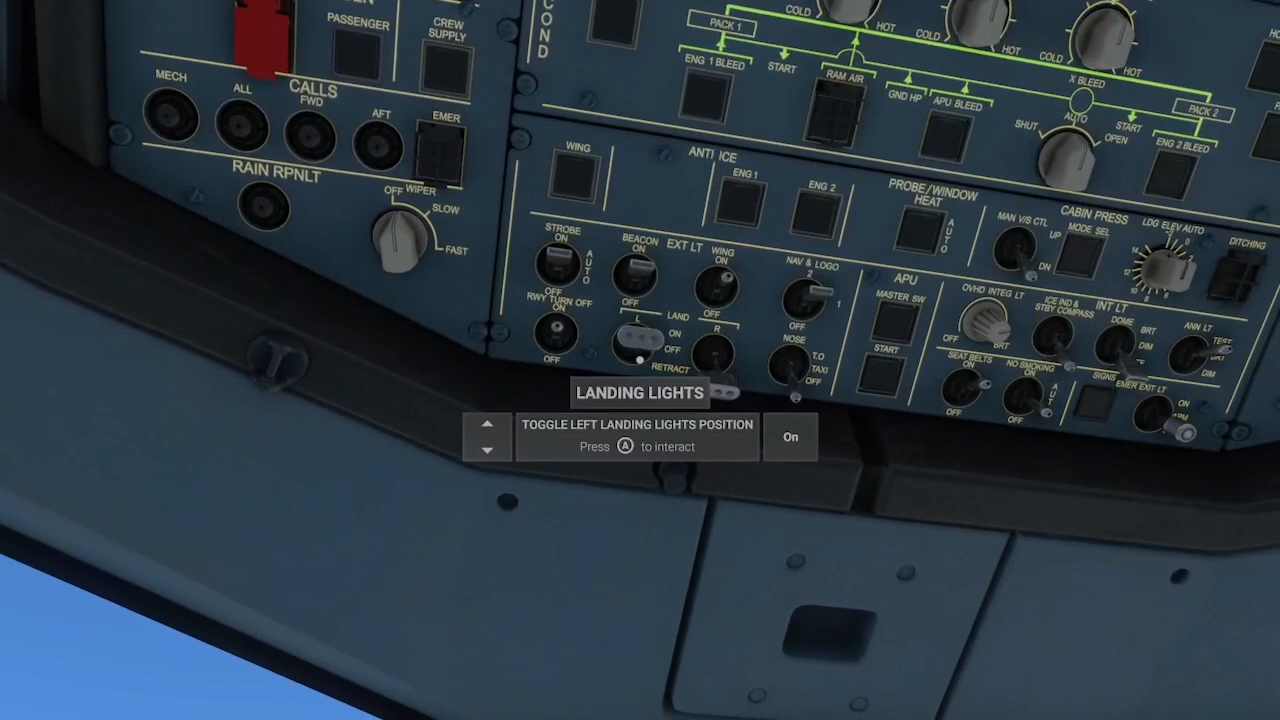 PASSENGER
CREW
SUPPLY
MECH
ALL
CALLS
FWD
AFT
EMER
RAIN RPNLT
OFF
WIPER
SLOW
FAST
COND
PACK 1
COLD
HOT
COLD
HOT
COLD
HOT
ENG 1 BLEED
START
RAM AIR
GND HP
APU BLEED
X BLEED
AUTO
SHUT
OPEN
START
PACK 2
ENG 2 BLEED
WING
ANTI ICE
ENG 1
ENG 2
PROBE/WINDOW
HEAT
AUTO
CABIN PRESS
MAN V/S CTL
UP
DN
MODE SEL
LDG ELEV AUTO
DITCHING
STROBE
ON
AUTO
OFF
BEACON
ON
OFF
EXT LT
WING
ON
OFF
NAV & LOGO
2
1
OFF
RWY TURN OFF
ON
OFF
L
LAND
R
ON
OFF
RETRACT
NOSE
T.O
TAXI
OFF
APU
MASTER SW
START
OVHD INTEG LT
OFF
BRT
ICE IND &
STBY COMPASS
INT LT
DOME
BRT
DIM
ANN LT
TEST
BRT
DIM
SEAT BELTS
ON
OFF
NO SMOKING
ON
AUTO
OFF
SIGNS
EMER EXIT LT
ON
OFF
LANDING LIGHTS
TOGGLE LEFT LANDING LIGHTS POSITION
Press A to interact
On